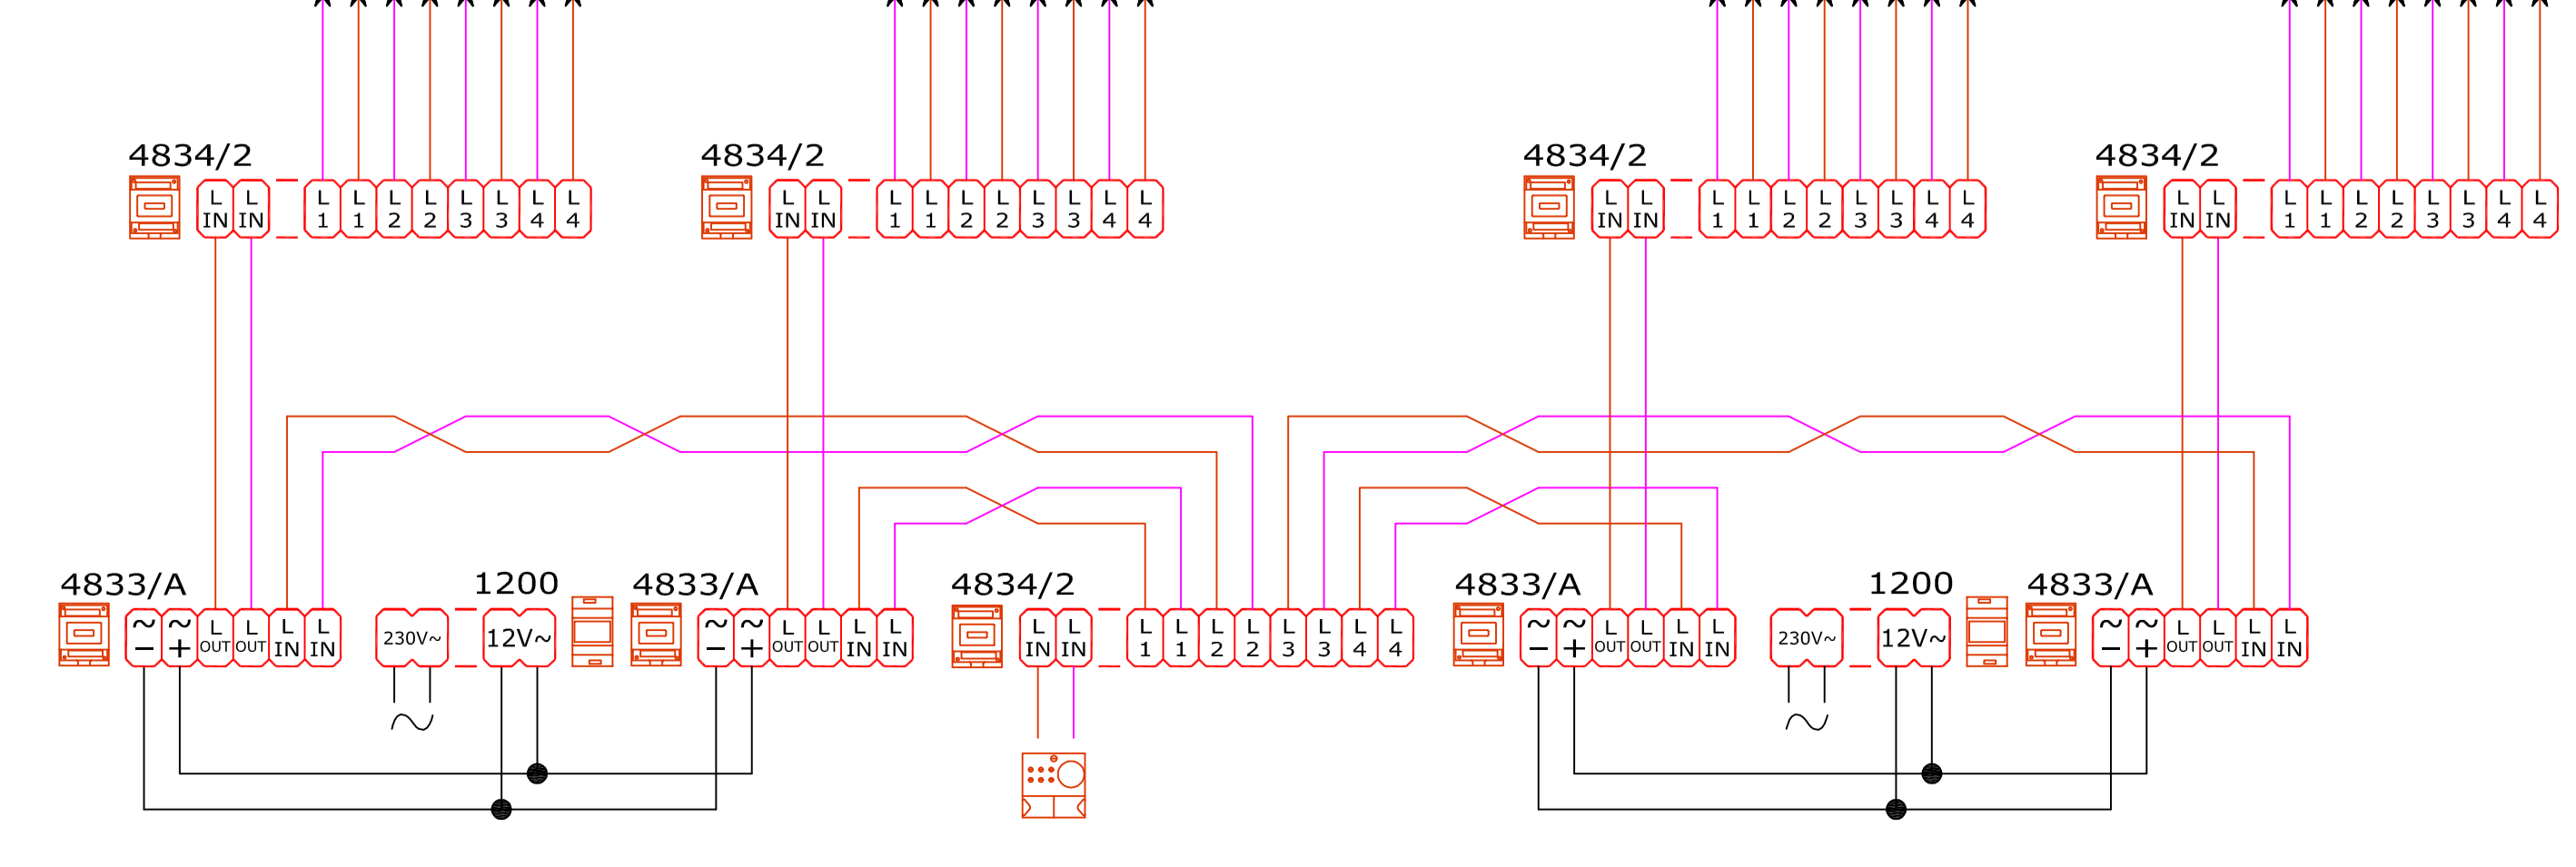 4834/2 4834/2 4834/2 4834/2
L IN L IN L 1 L 1 L 2 L 2 L 3 L 3 L 4 L 4 L IN L IN L 1 L 1 L 2 L 2 L 3 L 3 L 4 L 4 L IN L IN L 1 L 1 L 2 L 2 L 3 L 3 L 4 L 4 L IN L IN L 1 L 1 L 2 L 2 L 3 L 3 L 4 L 4
4833/A 1200 4833/A 4834/2 4833/A 1200 4833/A
~ − ~ + L OUT L OUT L IN L IN 230V~ 12V~ ~ − ~ + L OUT L OUT L IN L IN L IN L IN L 1 L 1 L 2 L 2 L 3 L 3 L 4 L 4 ~ − ~ + L OUT L OUT L IN L IN 230V~ 12V~ ~ − ~ + L OUT L OUT L IN L IN
~ ~